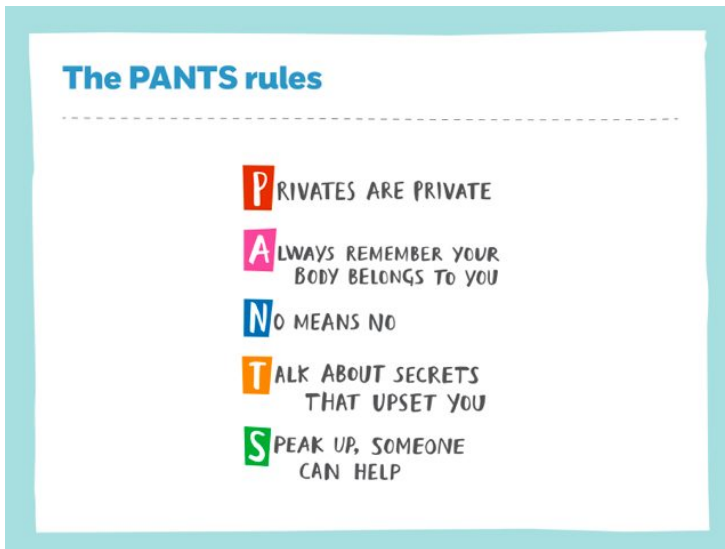 The PANTS rules
PRIVATES ARE PRIVATE
ALWAYS REMEMBER YOUR
BODY BELONGS TO YOU
NO MEANS NO
TALK ABOUT SECRETS
THAT UPSET YOU
SPEAK UP, SOMEONE
CAN HELP